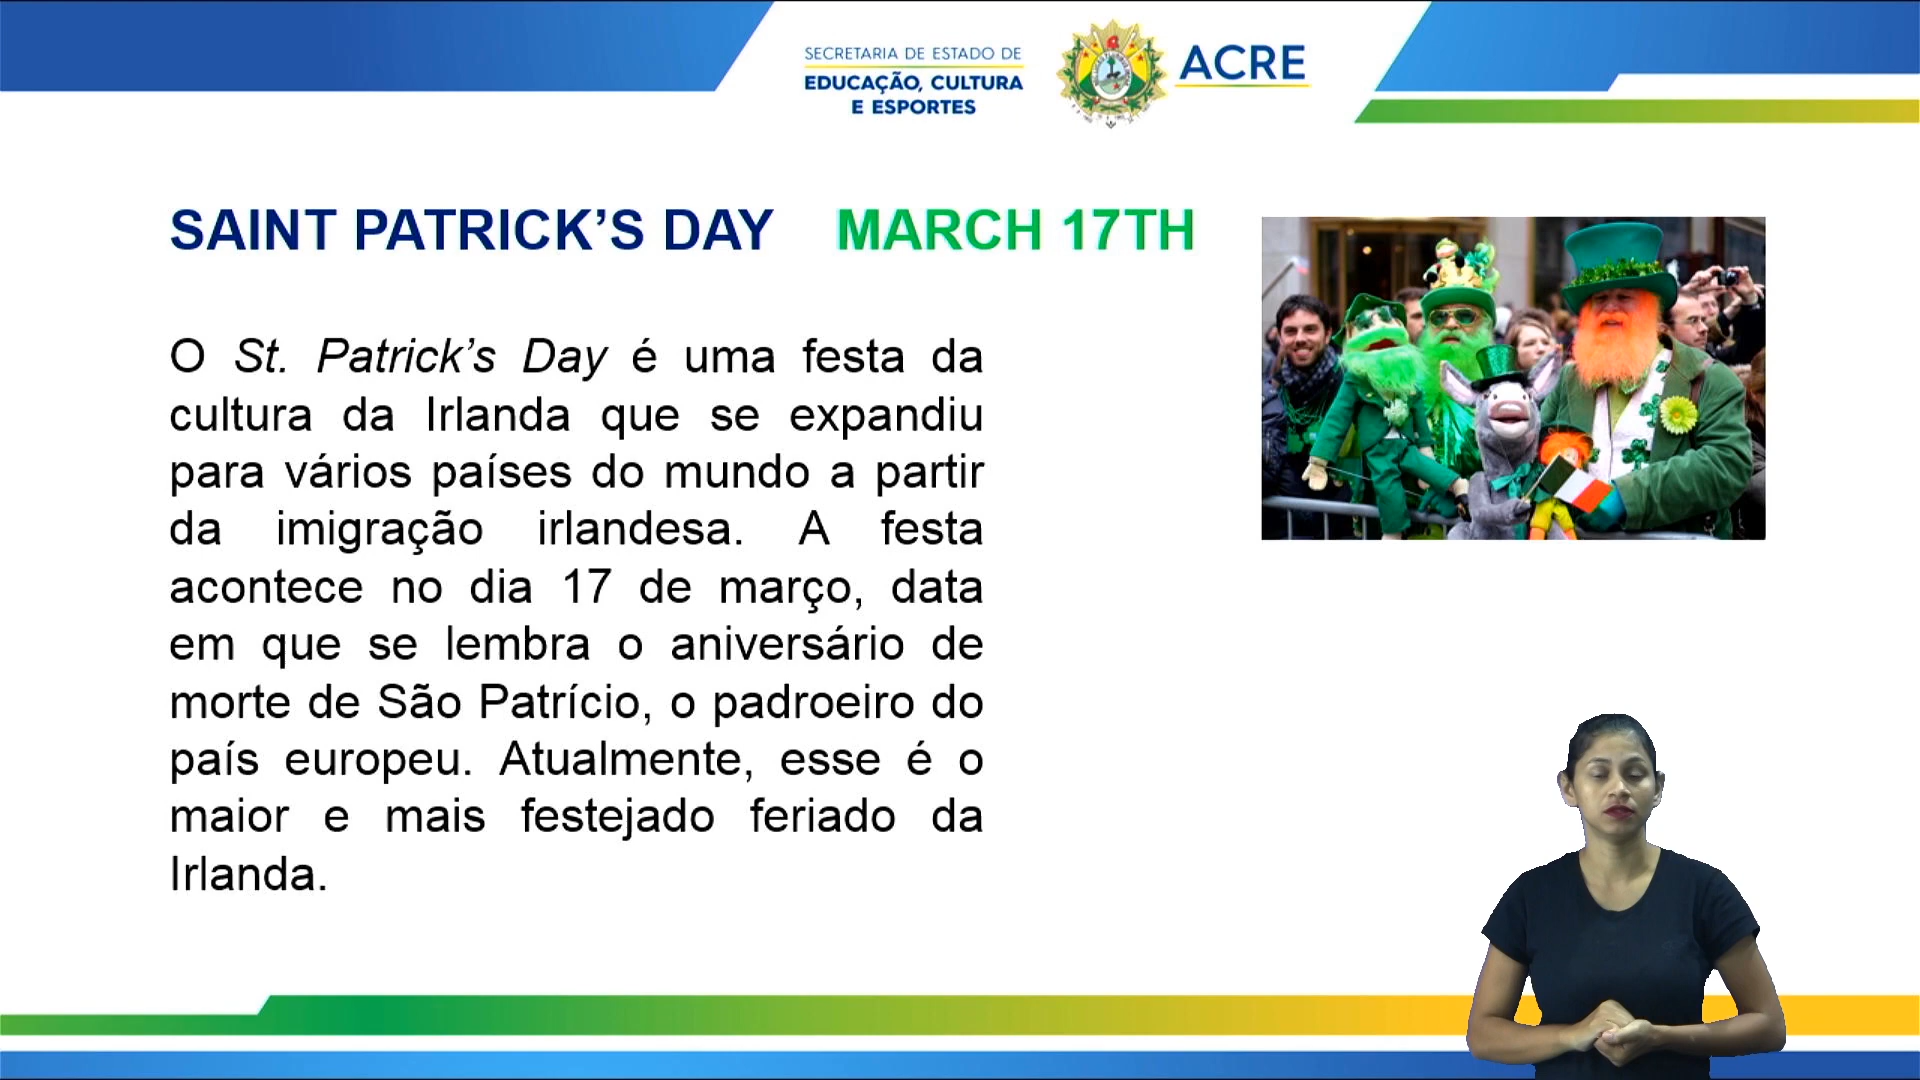 SECRETARIA DE ESTADO DE
EDUCAÇÃO, CULTURA
E ESPORTES
ACRE
SAINT PATRICK’S DAY MARCH 17TH
O St. Patrick’s Day é uma festa da
cultura da Irlanda que se expandiu
para vários países do mundo a partir
da imigração irlandesa. A festa
acontece no dia 17 de março, data
em que se lembra o aniversário de
morte de São Patrício, o padroeiro do
país europeu. Atualmente, esse é o
maior e mais festejado feriado da
Irlanda.